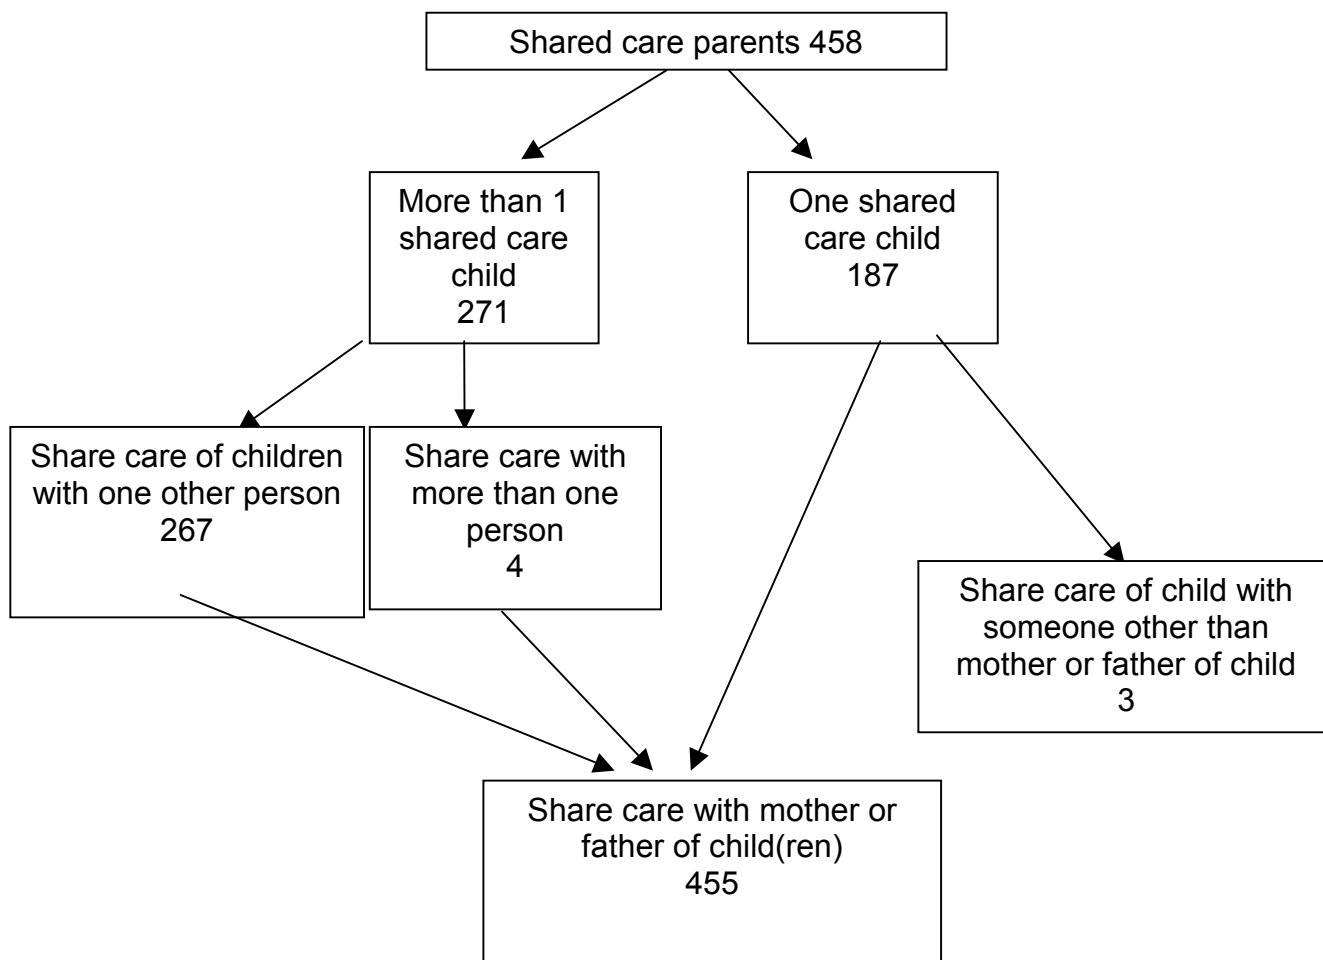 Shared care parents 458
More than 1
shared care
child
271
One shared
care child
187
Share care of children
with one other person
267
Share care with
more than one
person
4
Share care of child with
someone other than
mother or father of child
3
Share care with mother or
father of child(ren)
455